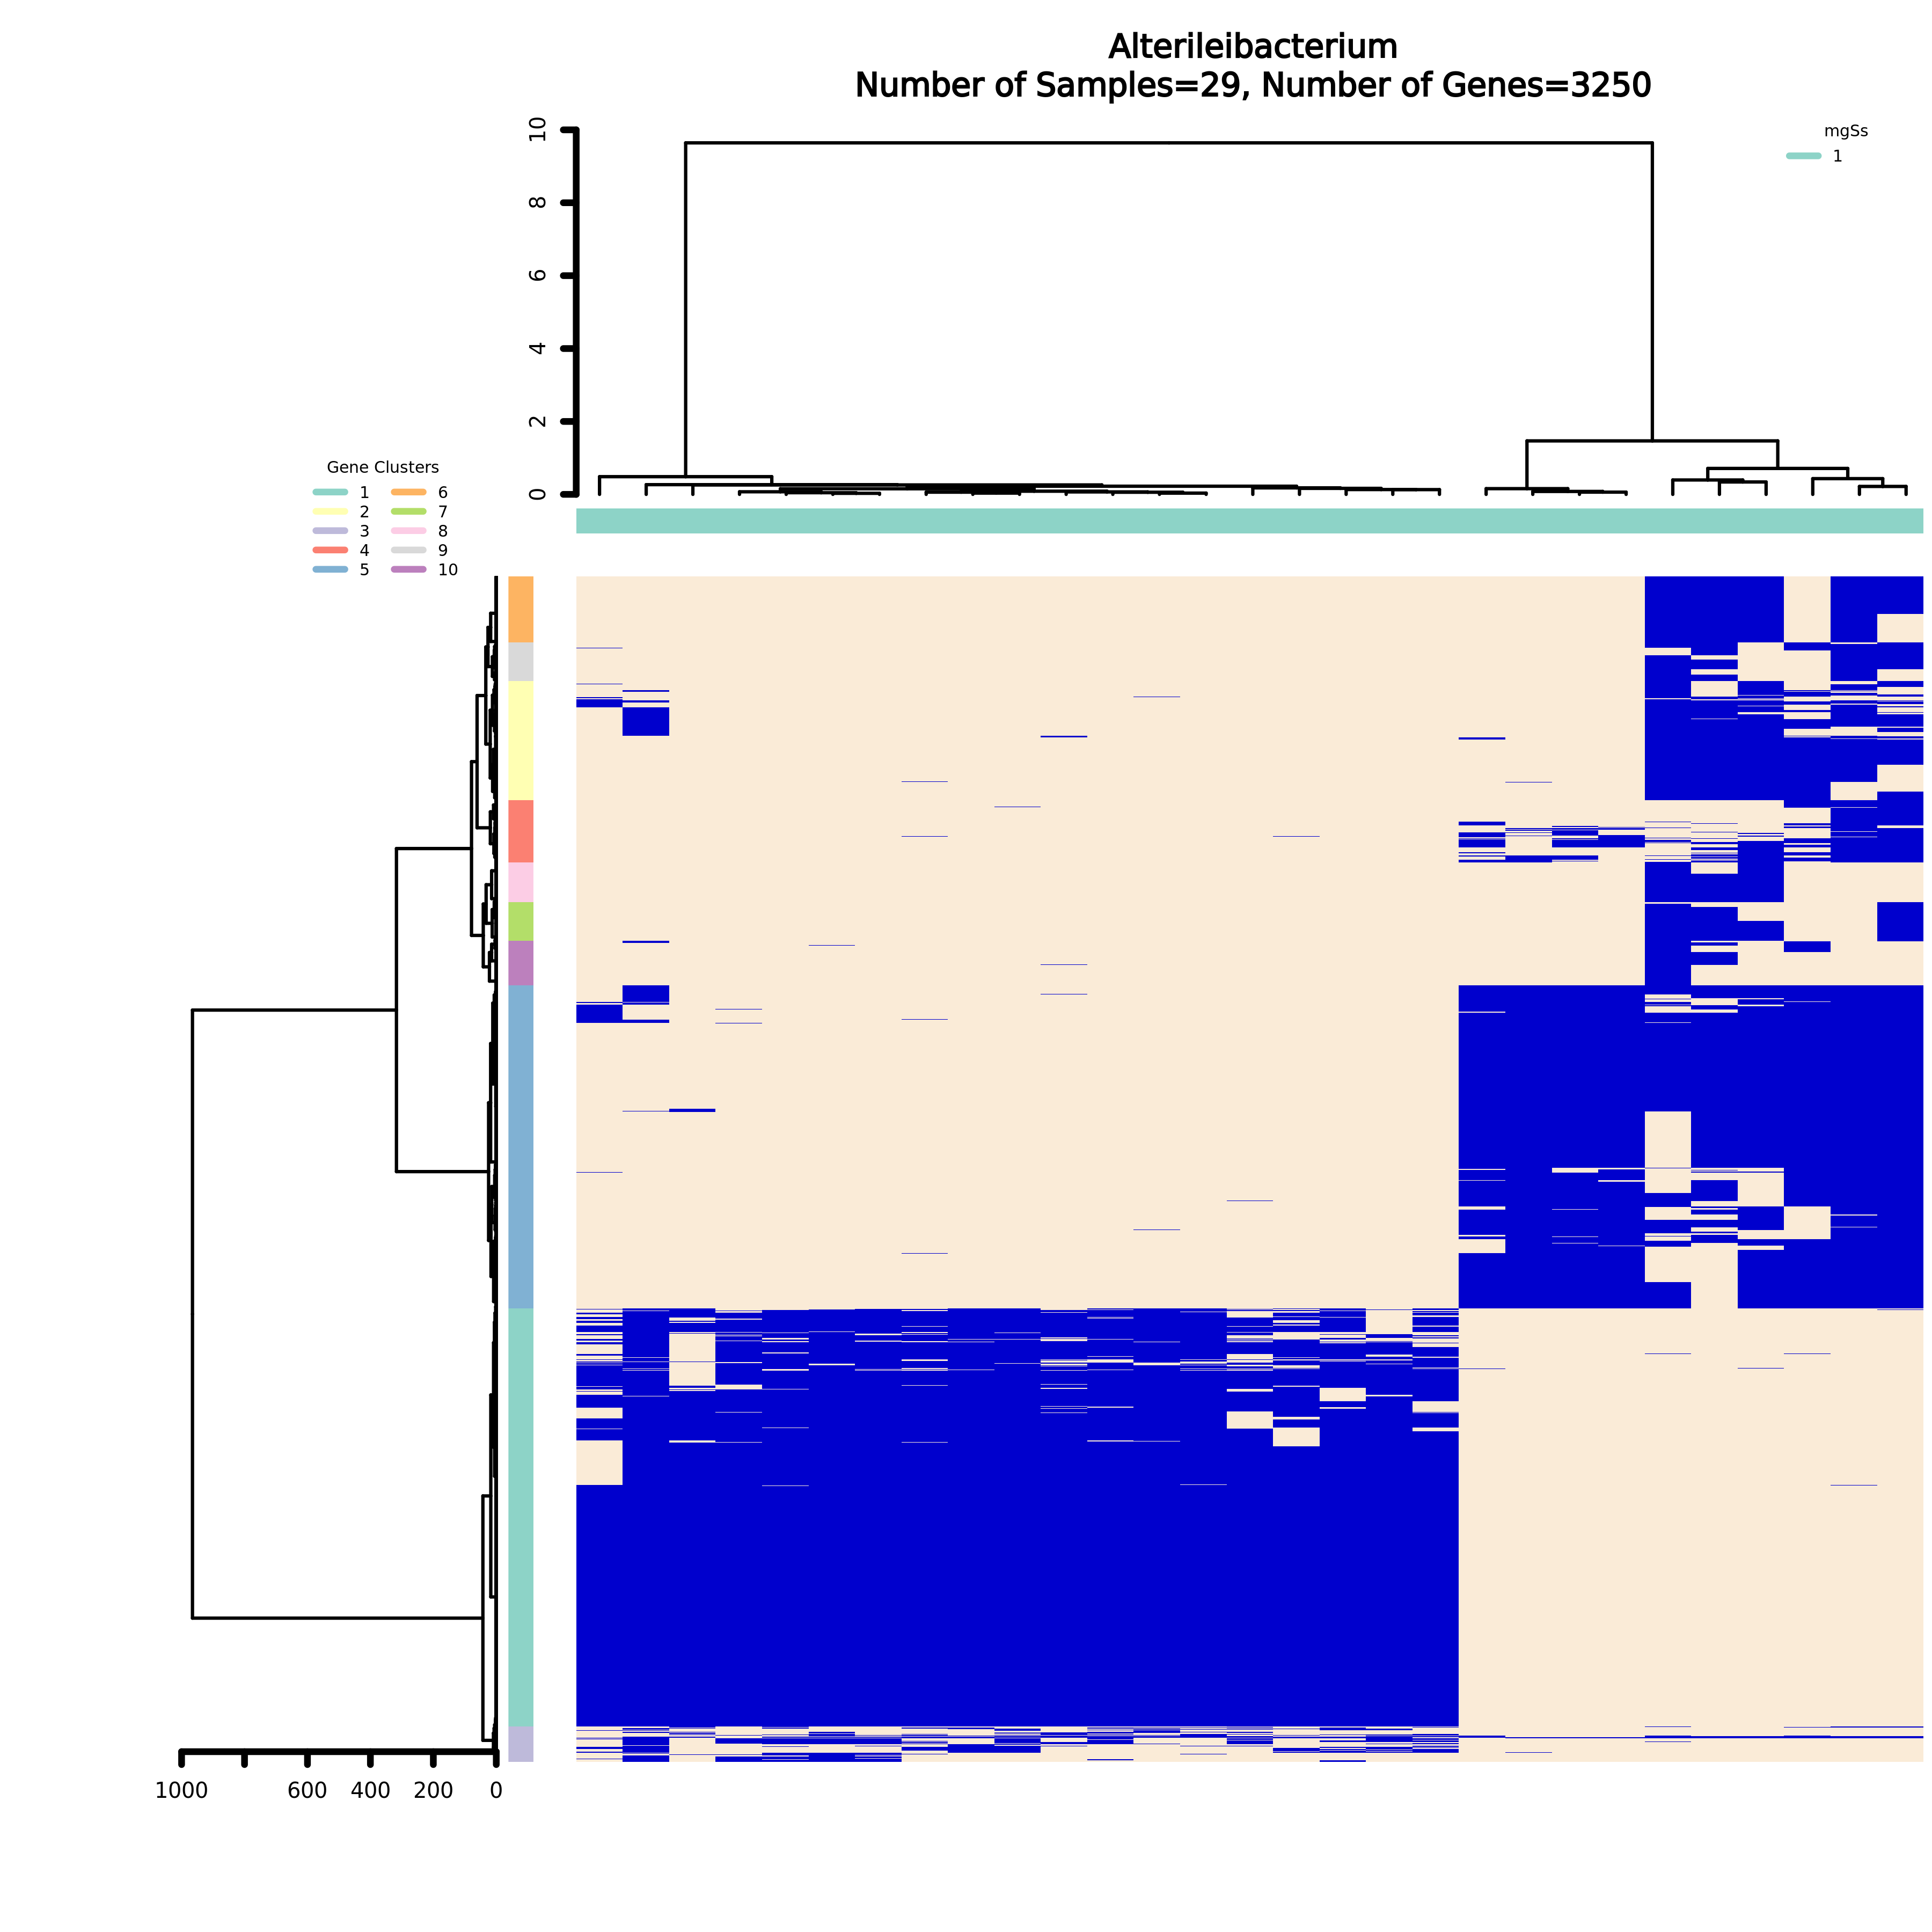 Alterileibacterium
Number of Samples=29, Number of Genes=3250
mgSs
1
10
8
6
4
2
0
Gene Clusters
1 6
2 7
3 8
4 9
5 10
1000 600 400 200 0